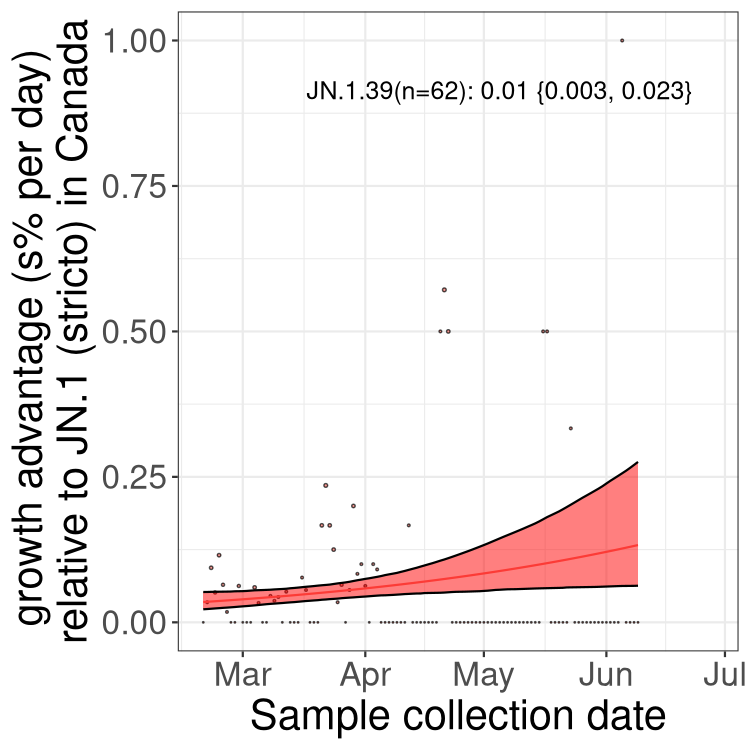 growth advantage (s% per day)
relative to JN.1 (stricto) in Canada
1.00
0.75
0.50
0.25
0.00
JN.1.39(n=62): 0.01 {0.003, 0.023}
Mar Apr May Jun Jul
Sample collection date